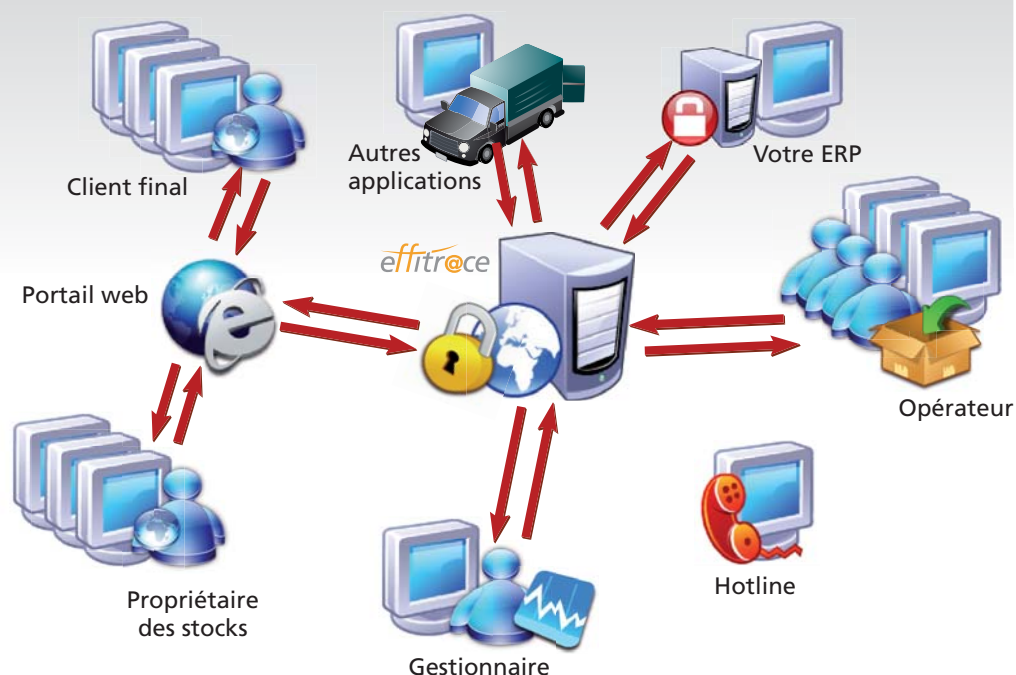 Client final
Autres
applications
Votre ERP
effitr@ce
Portail web
Opérateur
Propriétaire
des stocks
Hotline
Gestionnaire